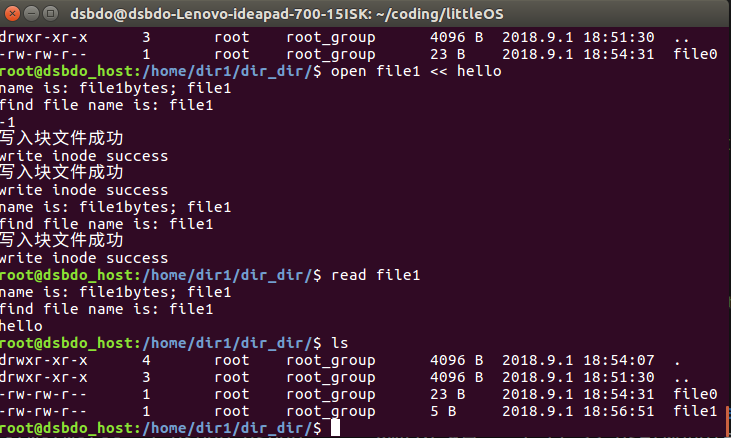 dsbdo@dsbdo-Lenovo-ideapad-700-15ISK: ~/coding/littleOS
drwxr-xr-x 3 root root_group 4096 B 2018.9.1 18:51:30 ..
-rw-rw-r-- 1 root root_group 23 B 2018.9.1 18:54:31 file0
root@dsbdo_host:/home/dir1/dir_dir/$ open file1 << hello
name is: file1bytes; file1
find file name is: file1
-1
写入块文件成功
write inode success
写入块文件成功
write inode success
name is: file1bytes; file1
find file name is: file1
写入块文件成功
write inode success
root@dsbdo_host:/home/dir1/dir_dir/$ read file1
name is: file1bytes; file1
find file name is: file1
hello
root@dsbdo_host:/home/dir1/dir_dir/$ ls
drwxr-xr-x 4 root root_group 4096 B 2018.9.1 18:54:07 .
drwxr-xr-x 3 root root_group 4096 B 2018.9.1 18:51:30 ..
-rw-rw-r-- 1 root root_group 23 B 2018.9.1 18:54:31 file0
-rw-rw-r-- 1 root root_group 5 B 2018.9.1 18:56:51 file1
root@dsbdo_host:/home/dir1/dir_dir/$